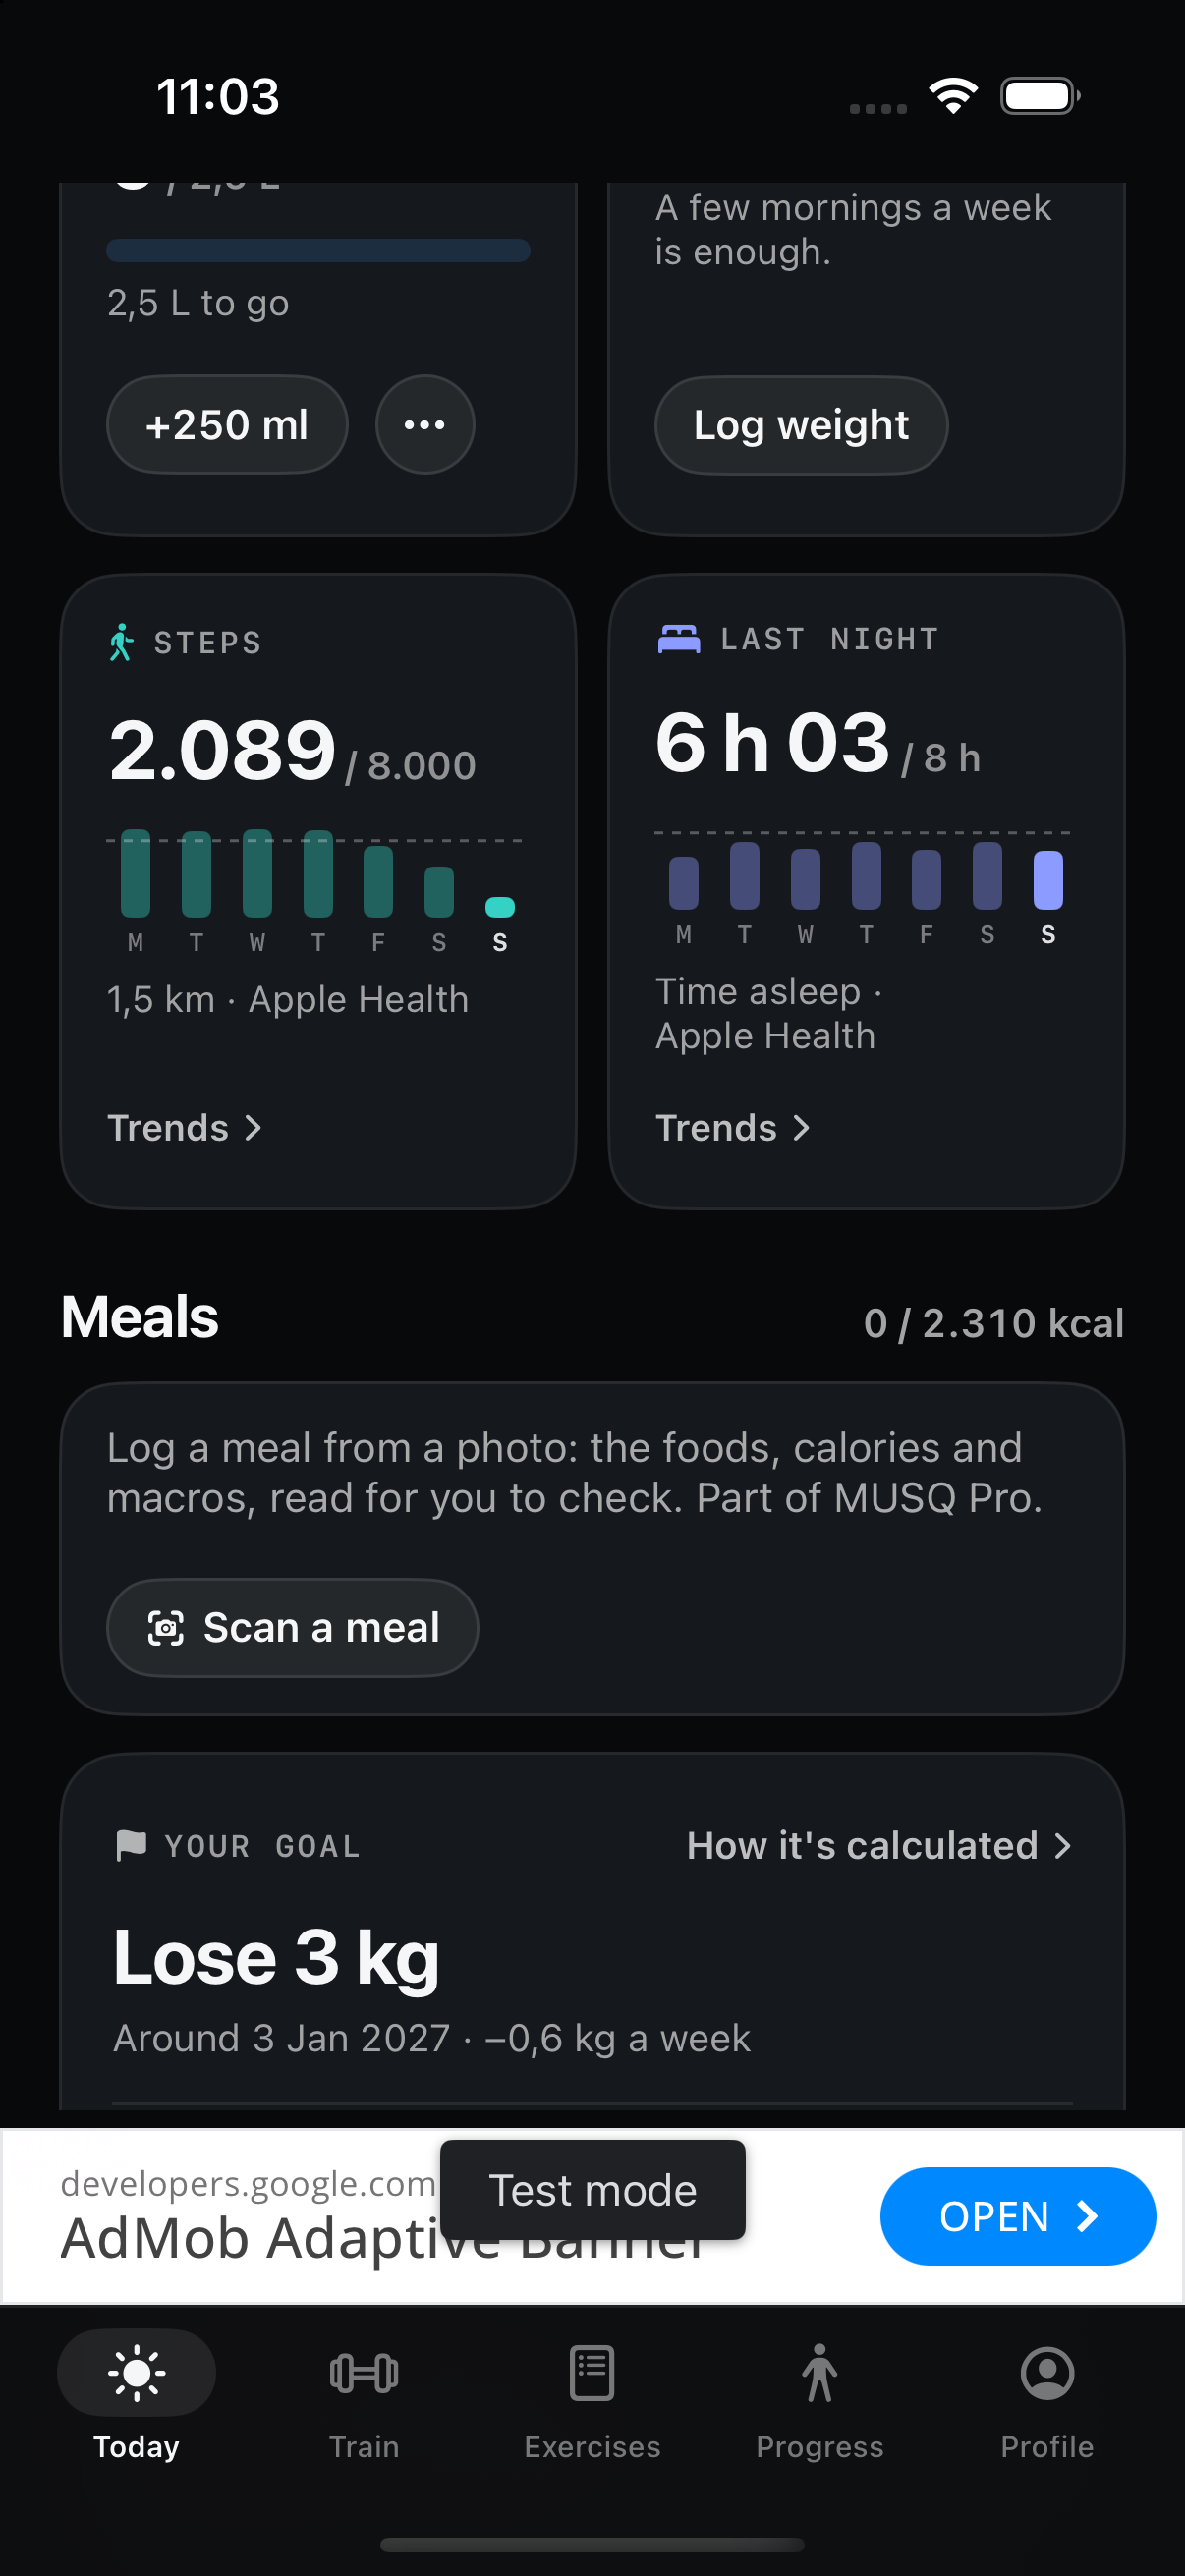 11:03
A few mornings a week
is enough.
2,5 L to go
+250 ml
Log weight
STEPS
2.089 / 8.000
M T W T F S S
1,5 km · Apple Health
Trends
LAST NIGHT
6 h 03 / 8 h
M T W T F S S
Time asleep ·
Apple Health
Trends
Meals
0 / 2.310 kcal
Log a meal from a photo: the foods, calories and
macros, read for you to check. Part of MUSQ Pro.
Scan a meal
YOUR GOAL
How it's calculated
Lose 3 kg
Around 3 Jan 2027 · –0,6 kg a week
developers.google.com
Test mode
AdMob Adaptive Banner
OPEN
Today
Train
Exercises
Progress
Profile